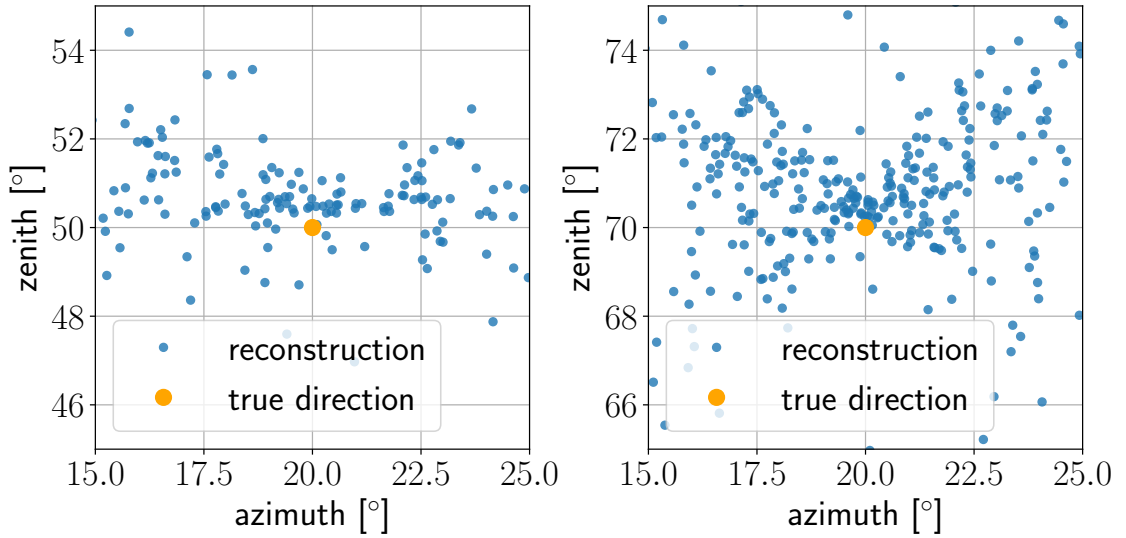 54
52
50
48
46
zenith [°]
reconstruction
true direction
15.0 17.5 20.0 22.5 25.0
azimuth [°]
74
72
70
68
66
zenith [°]
reconstruction
true direction
15.0 17.5 20.0 22.5 25.0
azimuth [°]